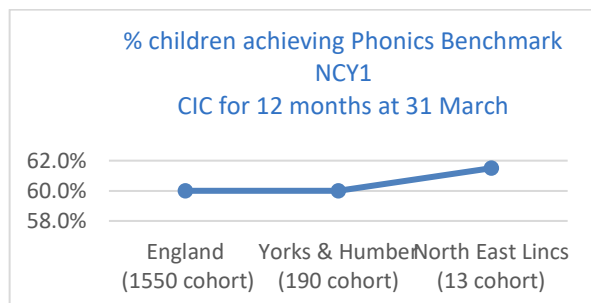 % children achieving Phonics Benchmark
NCY1
CIC for 12 months at 31 March
62.0%
60.0%
58.0%
England Yorks & Humber North East Lincs
(1550 cohort) (190 cohort) (13 cohort)